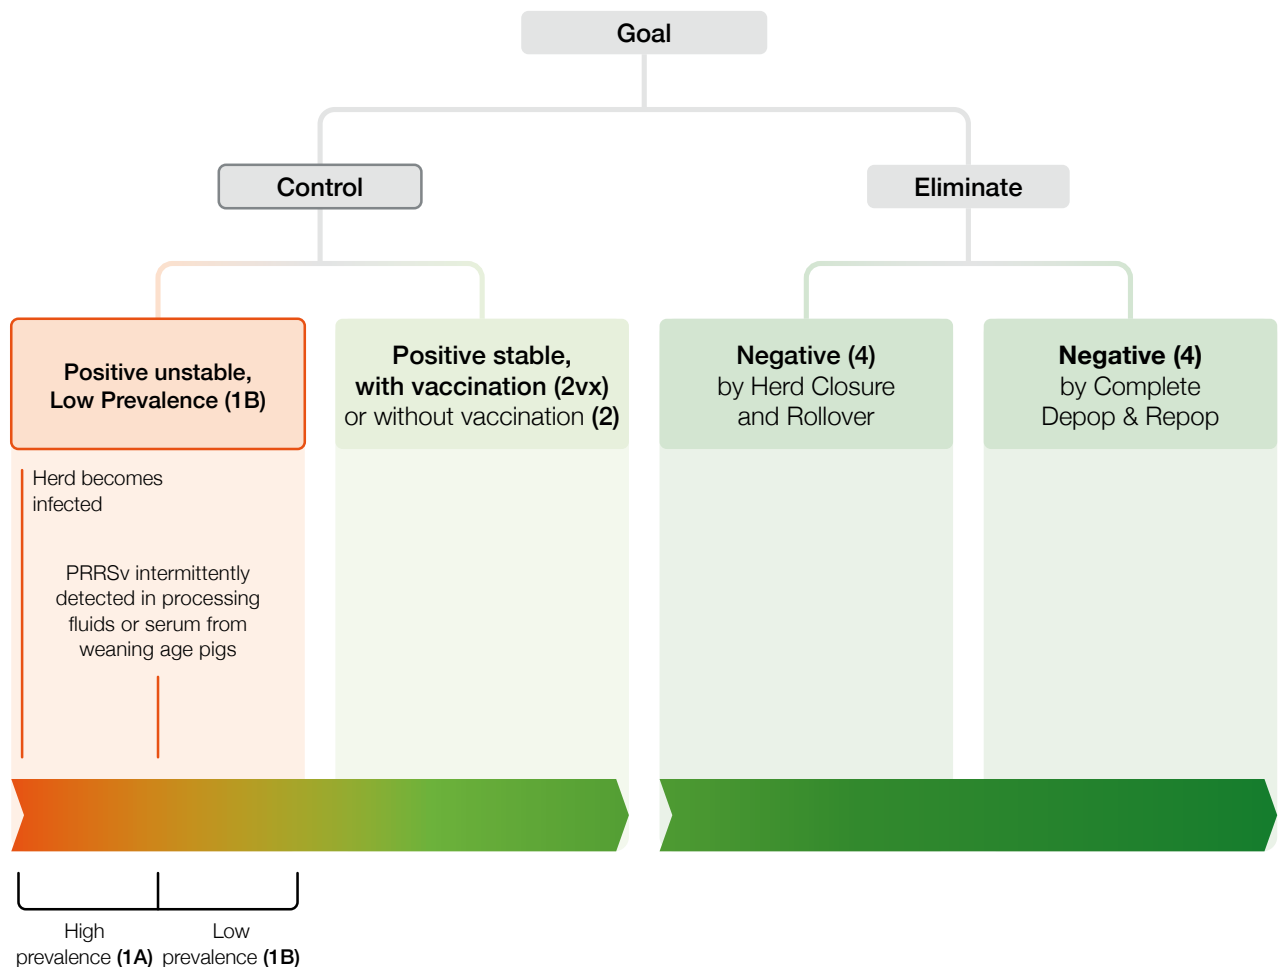 Goal
Control
Eliminate
Positive unstable,
Low Prevalence (1B)
Positive stable,
with vaccination (2vx)
or without vaccination (2)
Negative (4)
by Herd Closure
and Rollover
Negative (4)
by Complete
Depop & Repop
Herd becomes
infected
PRRSv intermittently
detected in processing
fluids or serum from
weaning age pigs
High
prevalence (1A)
Low
prevalence (1B)